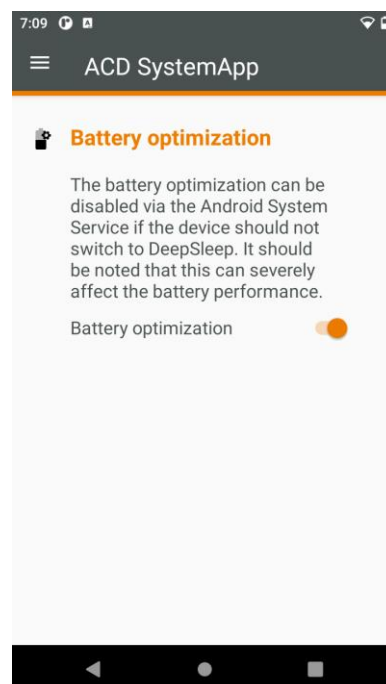 7:09
ACD SystemApp
Battery optimization
The battery optimization can be
disabled via the Android System
Service if the device should not
switch to DeepSleep. It should
be noted that this can severely
affect the battery performance.
Battery optimization